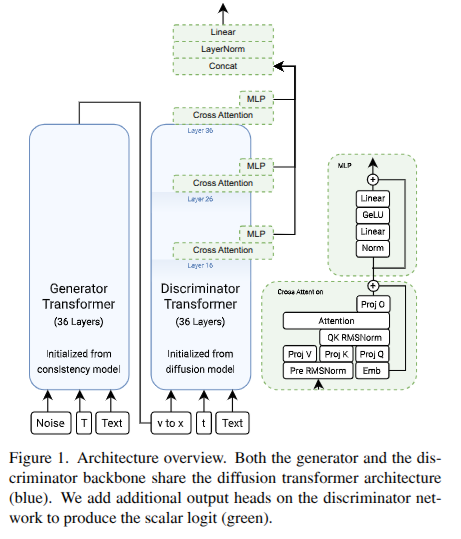 Linear
LayerNorm
Concat
MLP
Cross Attention
Layer 36
MLP
Cross Attention
Layer 26
MLP
Cross Attention
Layer 16
Generator
Transformer
(36 Layers)
Initialized from
consistency model
Discriminator
Transformer
(36 Layers)
Initialized from
diffusion model
Noise T Text
v to x t Text
MLP
Linear
GeLU
Linear
Norm
Cross Attention
Proj O
Attention
QK RMSNorm
Proj V Proj K Proj Q
Pre RMSNorm Emb
Figure 1. Architecture overview. Both the generator and the dis-
criminator backbone share the diffusion transformer architecture
(blue). We add additional output heads on the discriminator net-
work to produce the scalar logit (green).